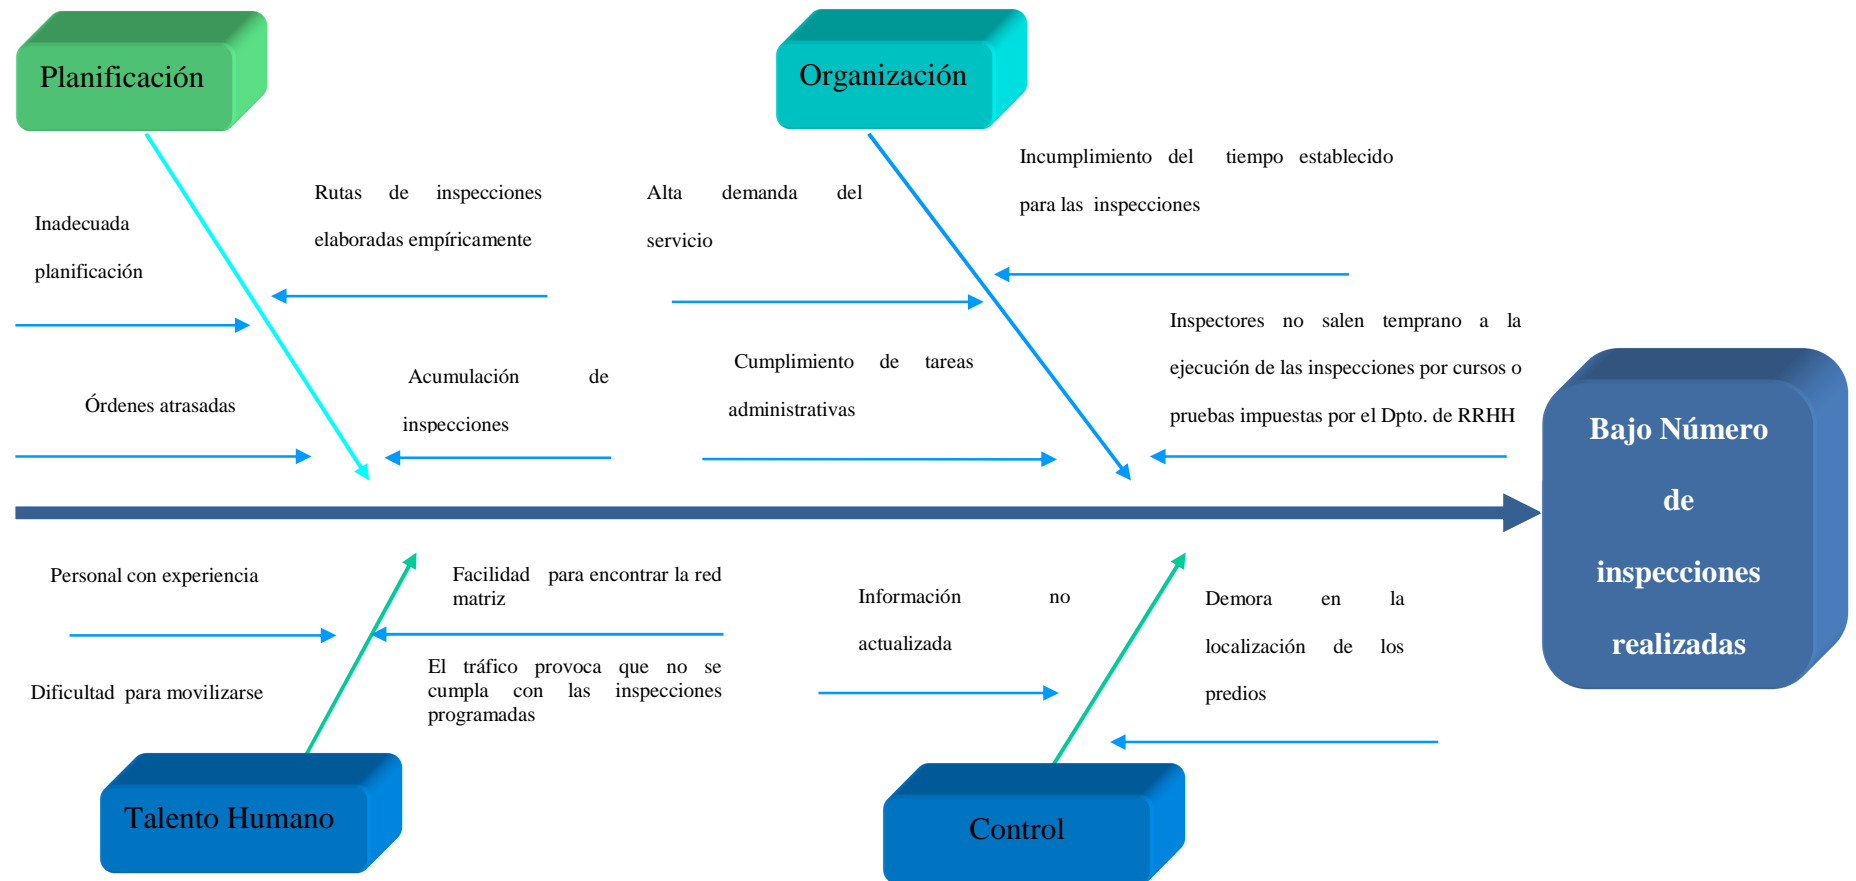 Planificación
Organización
Inadecuada
planificación
Rutas de inspecciones
elaboradas empíricamente
Órdenes atrasadas
Acumulación de
inspecciones
Alta demanda del
servicio
Incumplimiento del tiempo establecido
para las inspecciones
Cumplimiento de tareas
administrativas
Inspectores no salen temprano a la
ejecución de las inspecciones por cursos o
pruebas impuestas por el Dpto. de RRHH
Bajo Número
de
inspecciones
realizadas
Personal con experiencia
Facilidad para encontrar la red
matriz
Dificultad para movilizarse
El tráfico provoca que no se
cumpla con las inspecciones
programadas
Información no
actualizada
Demora en la
localización de los
predios
Talento Humano
Control